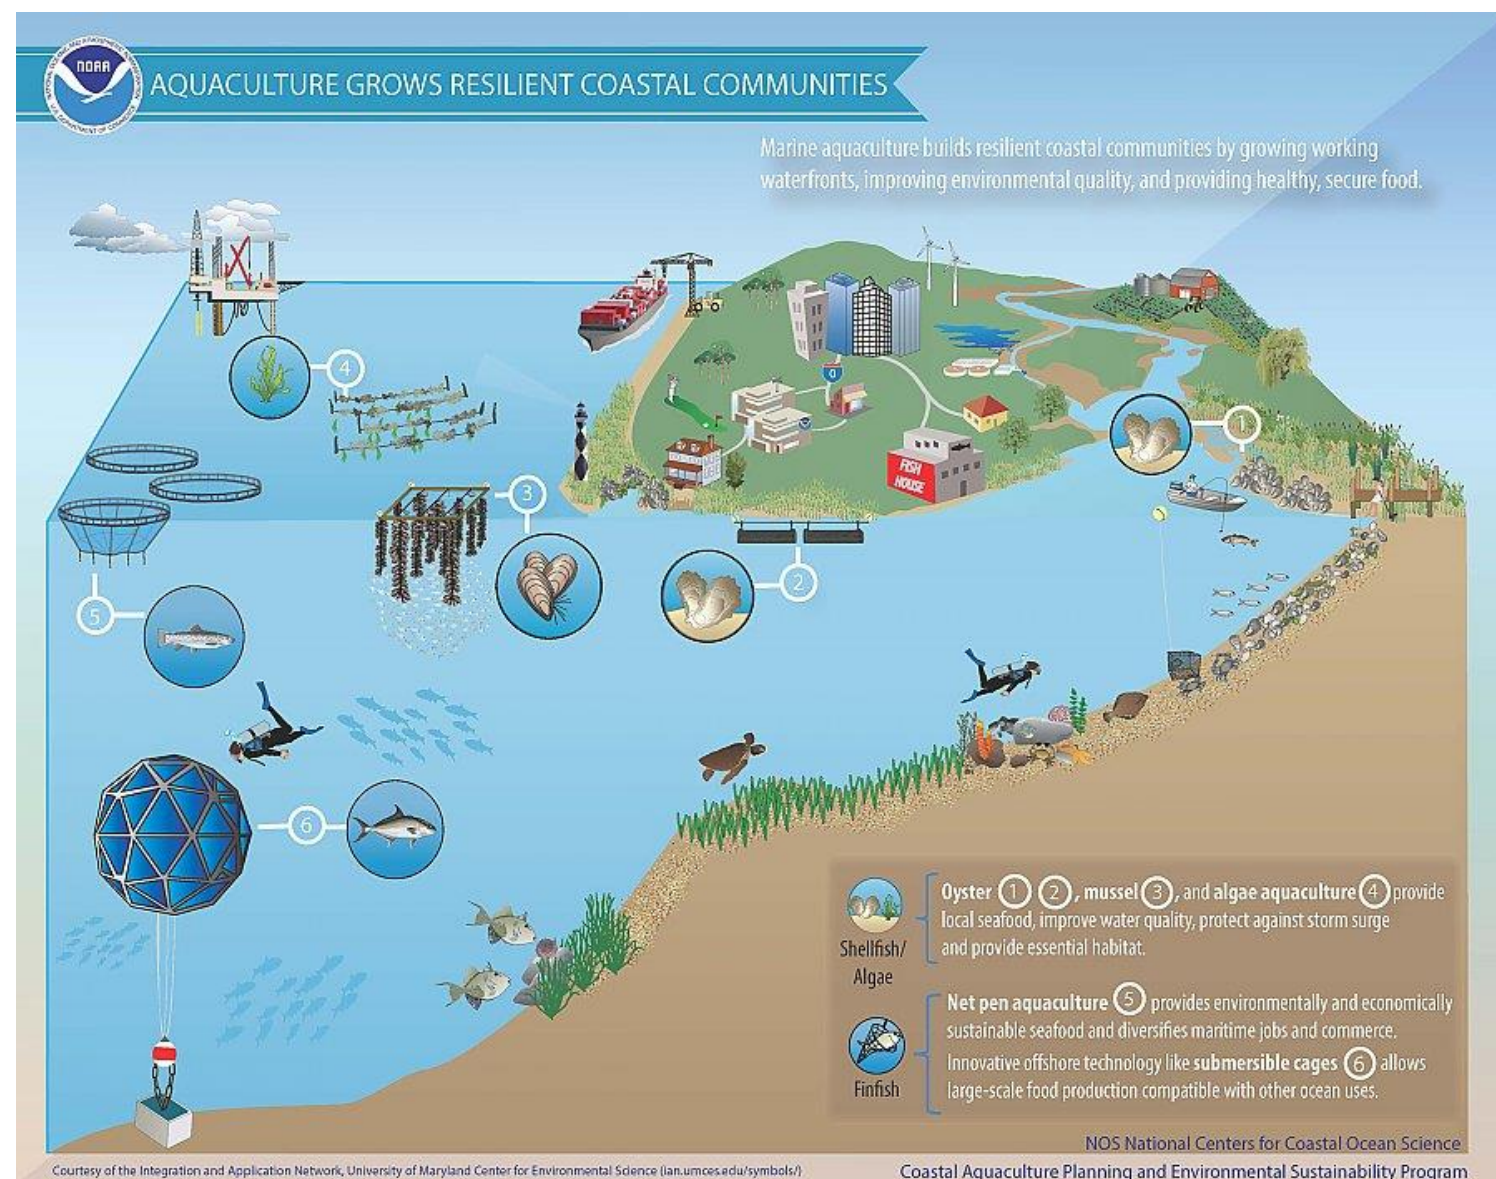 NOAA
AQUACULTURE GROWS RESILIENT COASTAL COMMUNITIES
Marine aquaculture builds resilient coastal communities by growing working
waterfronts, improving environmental quality, and providing healthy, secure food.
4
0
1
FISH
HOUSE
3
2
5
6
Oyster 1 2, mussel 3, and algae aquaculture 4 provide
local seafood, improve water quality, protect against storm surge
and provide essential habitat.
Shellfish/
Algae
Net pen aquaculture 5 provides environmentally and economically
sustainable seafood and diversifies maritime jobs and commerce.
Innovative offshore technology like submersible cages 6 allows
large-scale food production compatible with other ocean uses.
Finfish
NOS National Centers for Coastal Ocean Science
Courtesy of the Integration and Application Network, University of Maryland Center for Environmental Science (ian.umces.edu/symbols/)
Coastal Aquaculture Planning and Environmental Sustainability Program